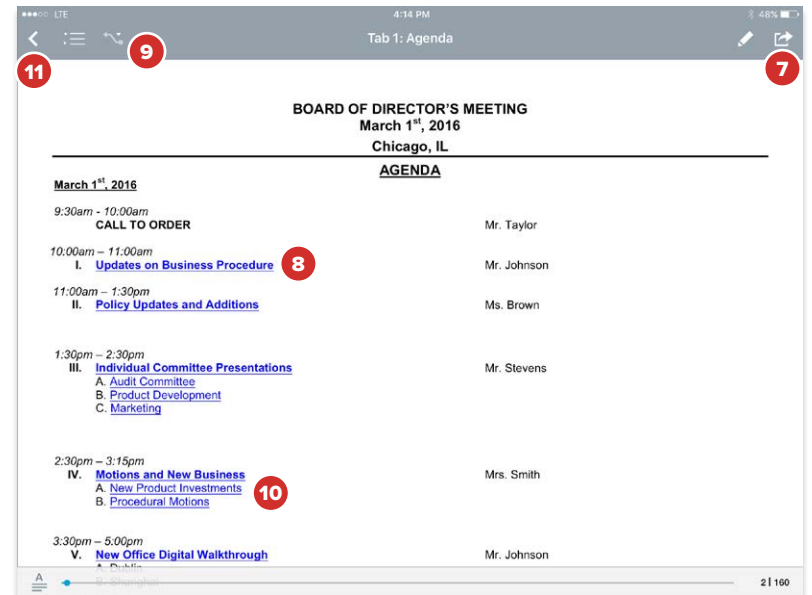 LTE 4:14 PM 48%
Tab 1: Agenda
9
11
7
BOARD OF DIRECTOR'S MEETING
March 1st, 2016
Chicago, IL
AGENDA
March 1st, 2016
9:30am - 10:00am
CALL TO ORDER Mr. Taylor
10:00am – 11:00am
I. Updates on Business Procedure 8 Mr. Johnson
11:00am – 1:30pm
II. Policy Updates and Additions Ms. Brown
1:30pm – 2:30pm
III. Individual Committee Presentations Mr. Stevens
A. Audit Committee
B. Product Development
C. Marketing
2:30pm – 3:15pm
IV. Motions and New Business Mrs. Smith
A. New Product Investments 10
B. Procedural Motions
3:30pm – 5:00pm
V. New Office Digital Walkthrough Mr. Johnson
A. Dublin
B. Shanghai
A 2 | 160